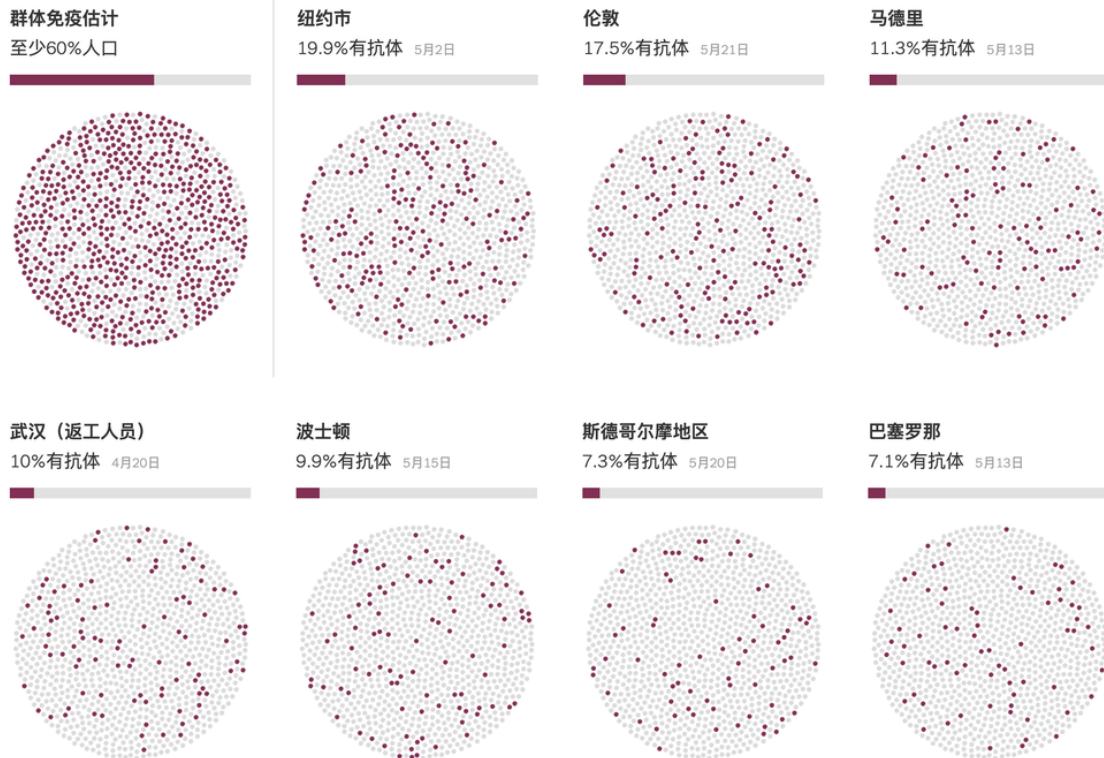 群体免疫估计
至少60%人口
纽约市
19.9%有抗体 5月2日
伦敦
17.5%有抗体 5月21日
马德里
11.3%有抗体 5月13日
武汉（返工人员）
10%有抗体 4月20日
波士顿
9.9%有抗体 5月15日
斯德哥尔摩地区
7.3%有抗体 5月20日
巴塞罗那
7.1%有抗体 5月13日